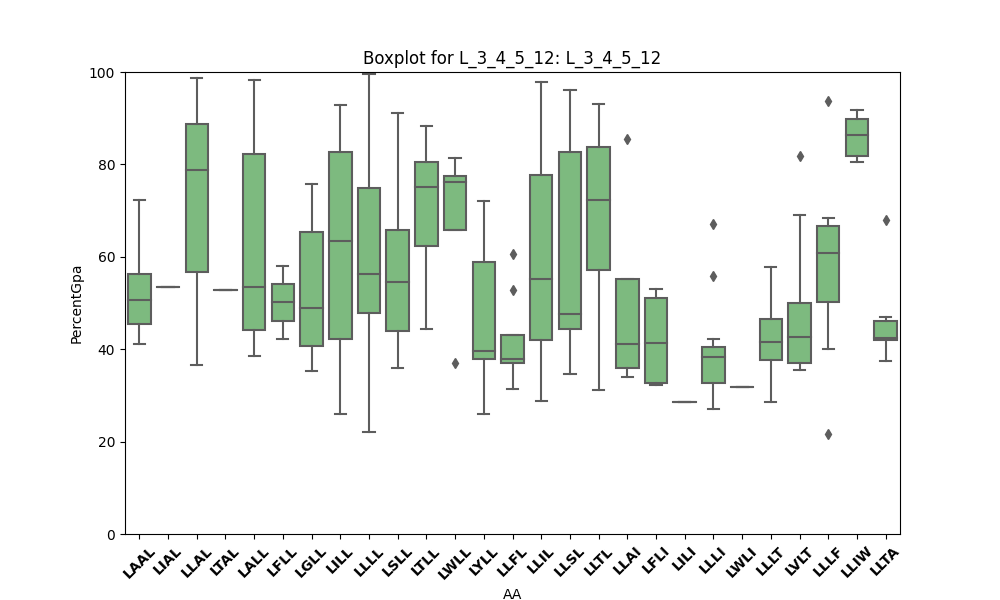 Boxplot for L_3_4_5_12: L_3_4_5_12
PercentGpa
100
80
60
40
20
0
LAAL LIAL LLAL LTAL LALL LFLL LGLL LILL LLLL LSLL LTLL LWLL LYLL LLFL LLIL LLSL LLTL LLAI LFLI LILI LLLI LWLI LLLT LVLT LLLF LLIW LLTA
AA